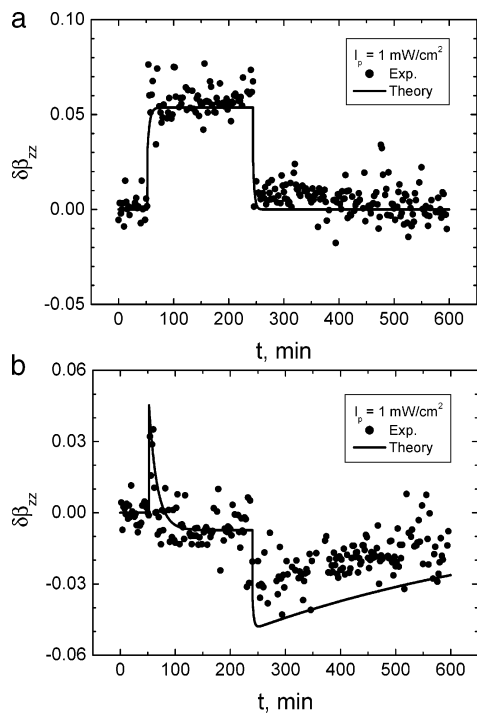 a
0.10
0.05
0.00
-0.05
δβzz
I_p = 1 mW/cm²
Exp.
Theory
0 100 200 300 400 500 600
t, min
b
0.06
0.03
0.00
-0.03
-0.06
δβzz
I_p = 1 mW/cm²
Exp.
Theory
0 100 200 300 400 500 600
t, min